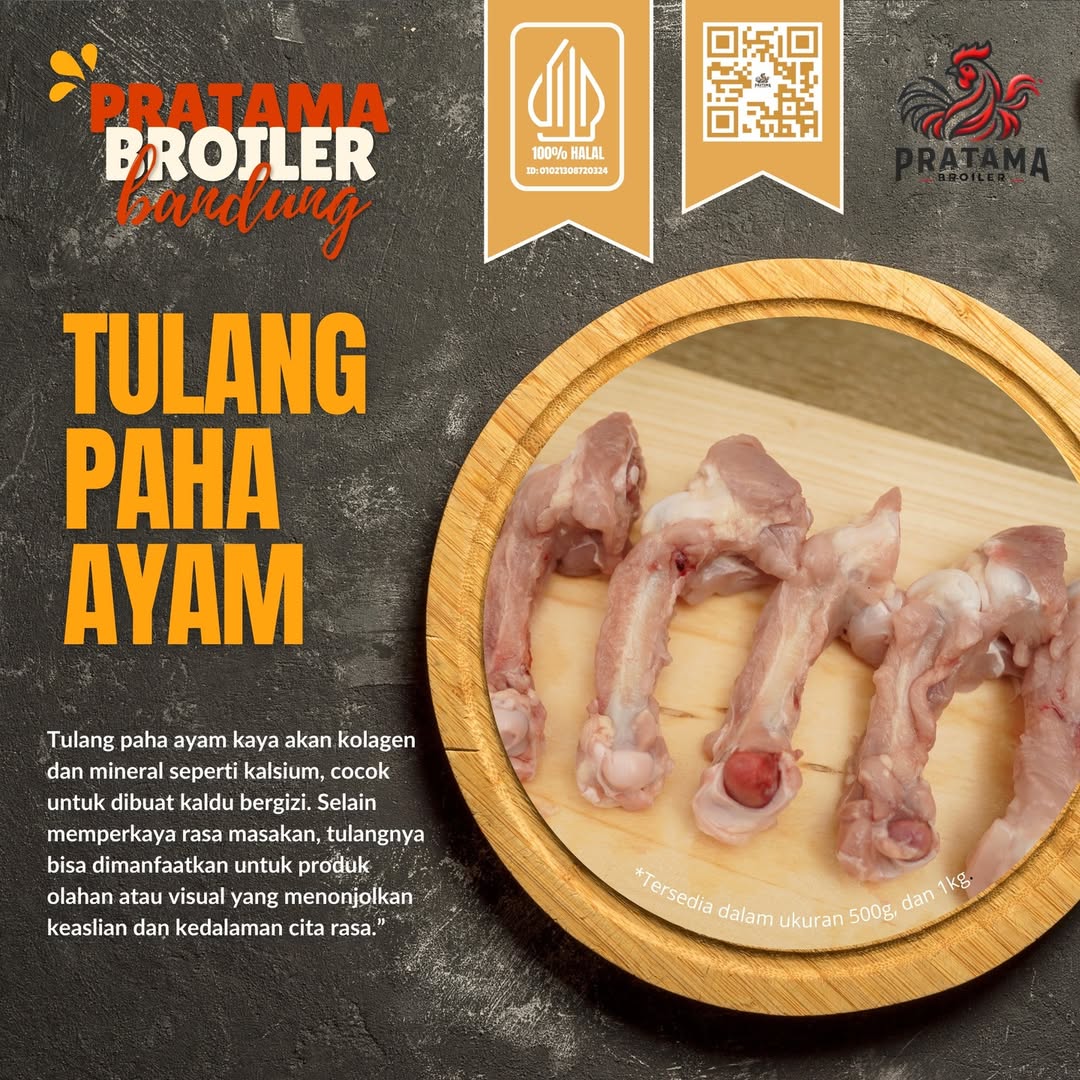 PRATAMA
BROILER
bandung
100% HALAL
ID: 01021308720324
PRATAMA
BROILER
TULANG
PAHA
AYAM
Tulang paha ayam kaya akan kolagen
dan mineral seperti kalsium, cocok
untuk dibuat kaldu bergizi. Selain
memperkaya rasa masakan, tulangnya
bisa dimanfaatkan untuk produk
olahan atau visual yang menonjolkan
keaslian dan kedalaman cita rasa.”
*Tersedia dalam ukuran 500g, dan 1kg.